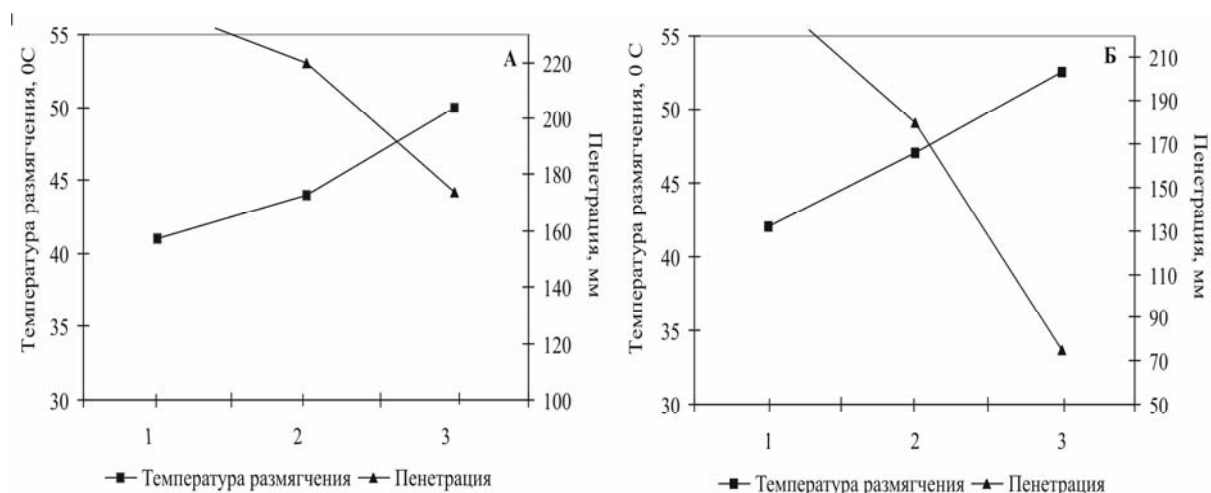 Температура размягчения, 0С
55
50
45
40
35
30
А
220
200
180
160
140
120
100
Пенетрация, мм
1 2 3
Температура размягчения Пенетрация
Температура размягчения, 0 С
55
50
45
40
35
30
Б
210
190
170
150
130
110
90
70
50
Пенетрация, мм
1 2 3
Температура размягчения Пенетрация